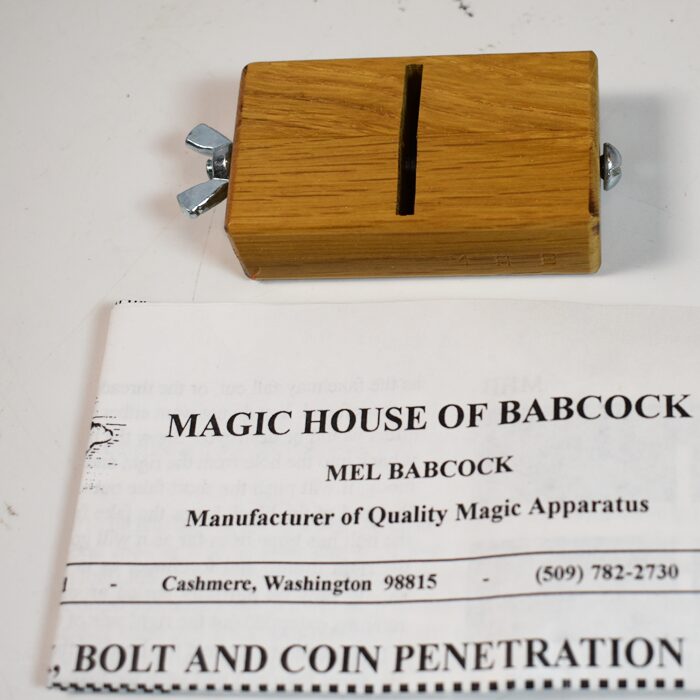 MAGIC HOUSE OF BABCOCK
MEL BABCOCK
Manufacturer of Quality Magic Apparatus
- Cashmere, Washington 98815 - (509) 782-2730
, BOLT AND COIN PENETRATION